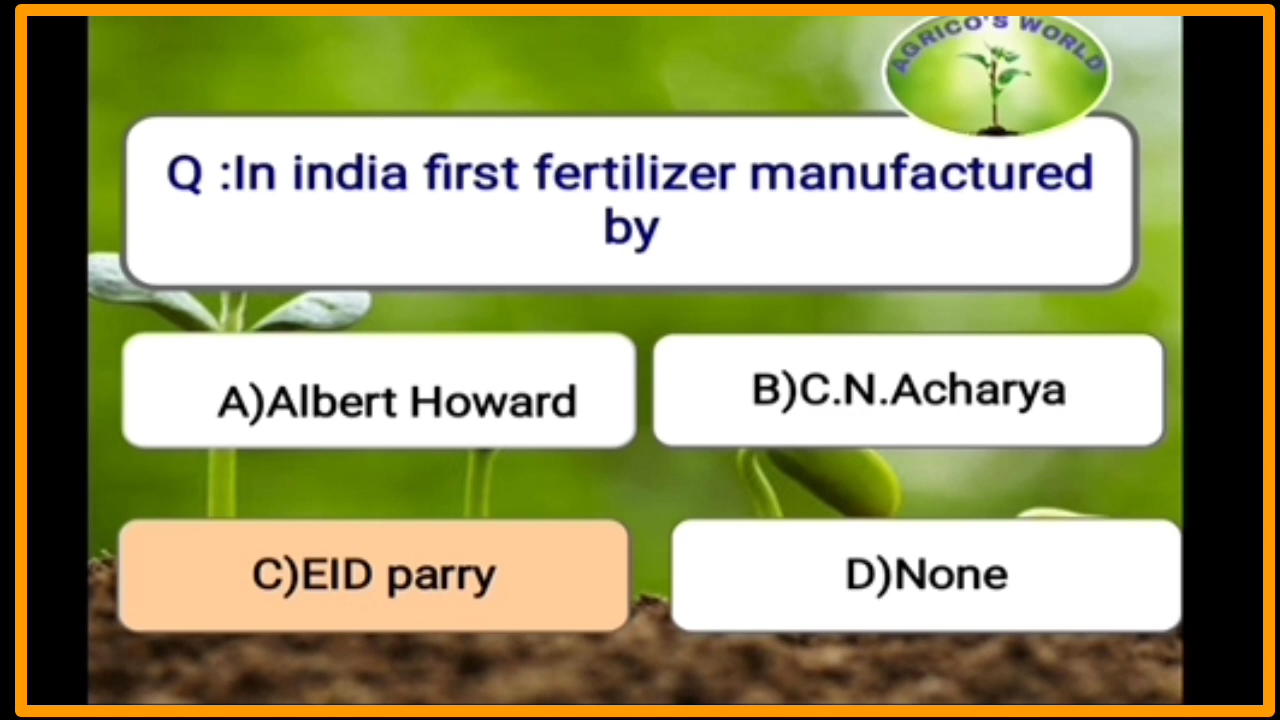 AGRICO'S WORLD
Q :In india first fertilizer manufactured
by
A)Albert Howard
B)C.N.Acharya
C)EID parry
D)None